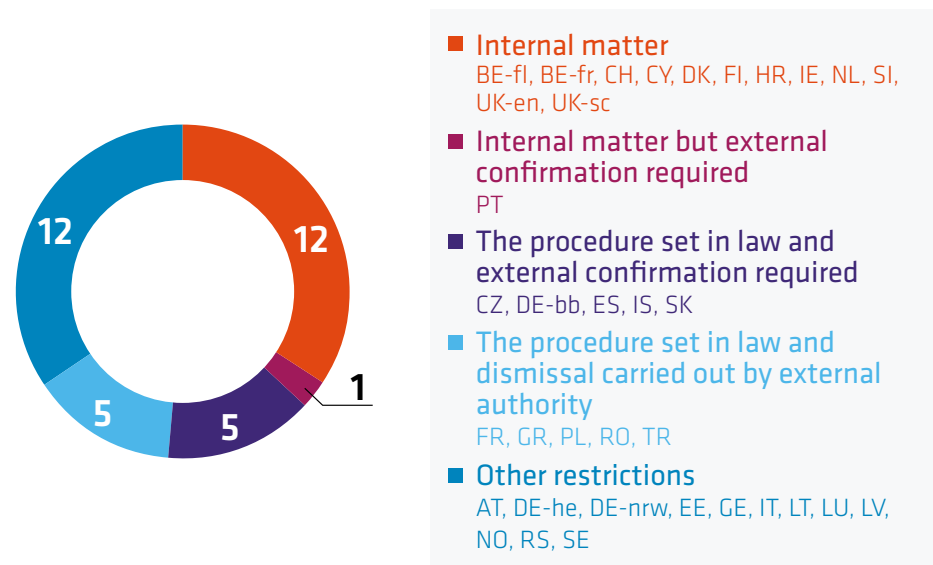 12
12
1
5
5
Internal matter
BE-fl, BE-fr, CH, CY, DK, FI, HR, IE, NL, SI,
UK-en, UK-sc
Internal matter but external
confirmation required
PT
The procedure set in law and
external confirmation required
CZ, DE-bb, ES, IS, SK
The procedure set in law and
dismissal carried out by external
authority
FR, GR, PL, RO, TR
Other restrictions
AT, DE-he, DE-nrw, EE, GE, IT, LT, LU, LV,
NO, RS, SE